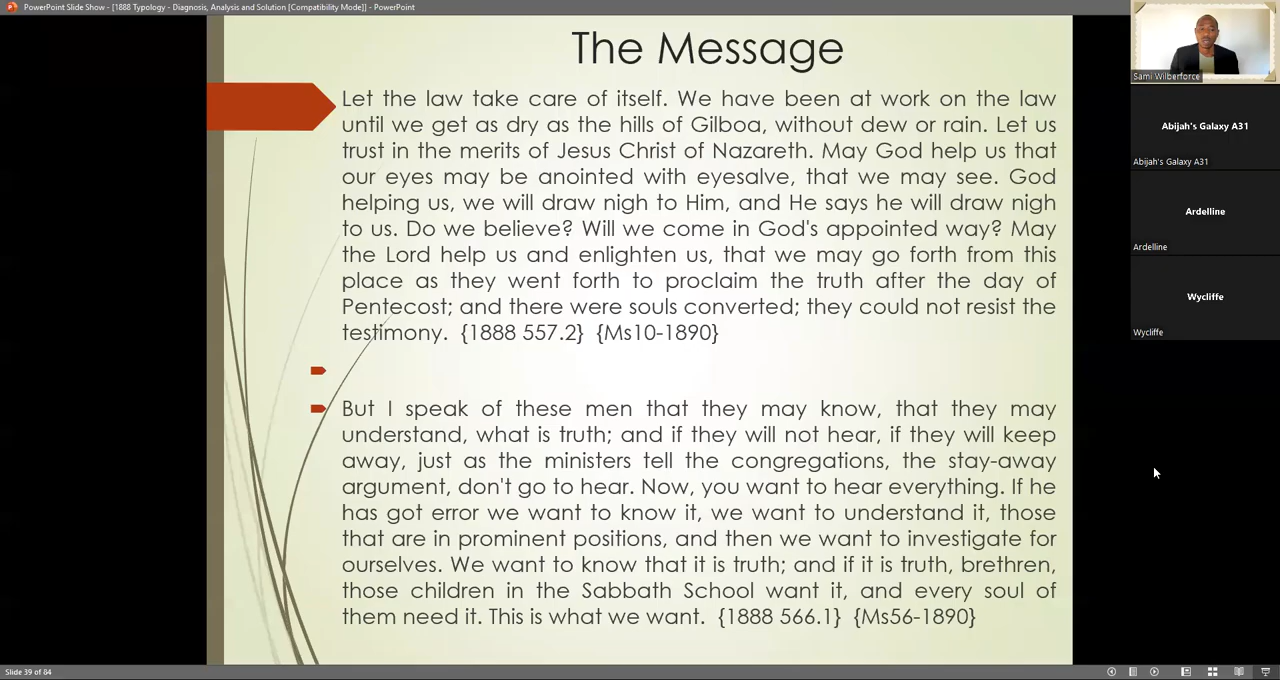 PowerPoint Slide Show - [1888 Typology - Diagnosis, Analysis and Solution [Compatibility Mode]] - PowerPoint
The Message
Let the law take care of itself. We have been at work on the law
until we get as dry as the hills of Gilboa, without dew or rain. Let us
trust in the merits of Jesus Christ of Nazareth. May God help us that
our eyes may be anointed with eyesalve, that we may see. God
helping us, we will draw nigh to Him, and He says he will draw nigh
to us. Do we believe? Will we come in God's appointed way? May
the Lord help us and enlighten us, that we may go forth from this
place as they went forth to proclaim the truth after the day of
Pentecost; and there were souls converted; they could not resist the
testimony. {1888 557.2} {Ms10-1890}
But I speak of these men that they may know, that they may
understand, what is truth; and if they will not hear, if they will keep
away, just as the ministers tell the congregations, the stay-away
argument, don't go to hear. Now, you want to hear everything. If he
has got error we want to know it, we want to understand it, those
that are in prominent positions, and then we want to investigate for
ourselves. We want to know that it is truth; and if it is truth, brethren,
those children in the Sabbath School want it, and every soul of
them need it. This is what we want. {1888 566.1} {Ms56-1890}
Sami Wilberforce
Abijah's Galaxy A31
Abijah's Galaxy A31
Ardelline
Ardelline
Wycliffe
Wycliffe
Slide 39 of 84